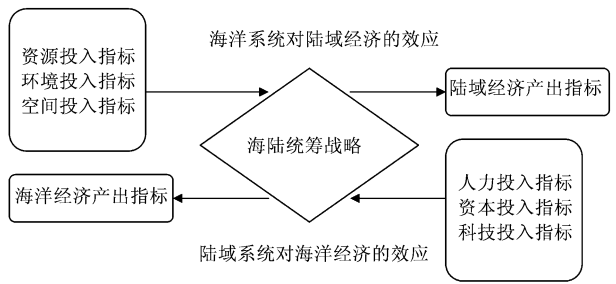 海洋系统对陆域经济的效应
资源投入指标
环境投入指标
空间投入指标
陆域经济产出指标
海陆统筹战略
海洋经济产出指标
人力投入指标
资本投入指标
科技投入指标
陆域系统对海洋经济的效应